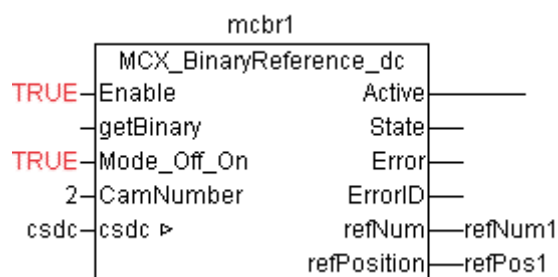 mcbr1
MCX_BinaryReference_dc
TRUE Enable Active
getBinary State
TRUE Mode_Off_On Error
2 CamNumber ErrorID
csdc csdc ▷ refNum refNum1
refPosition refPos1